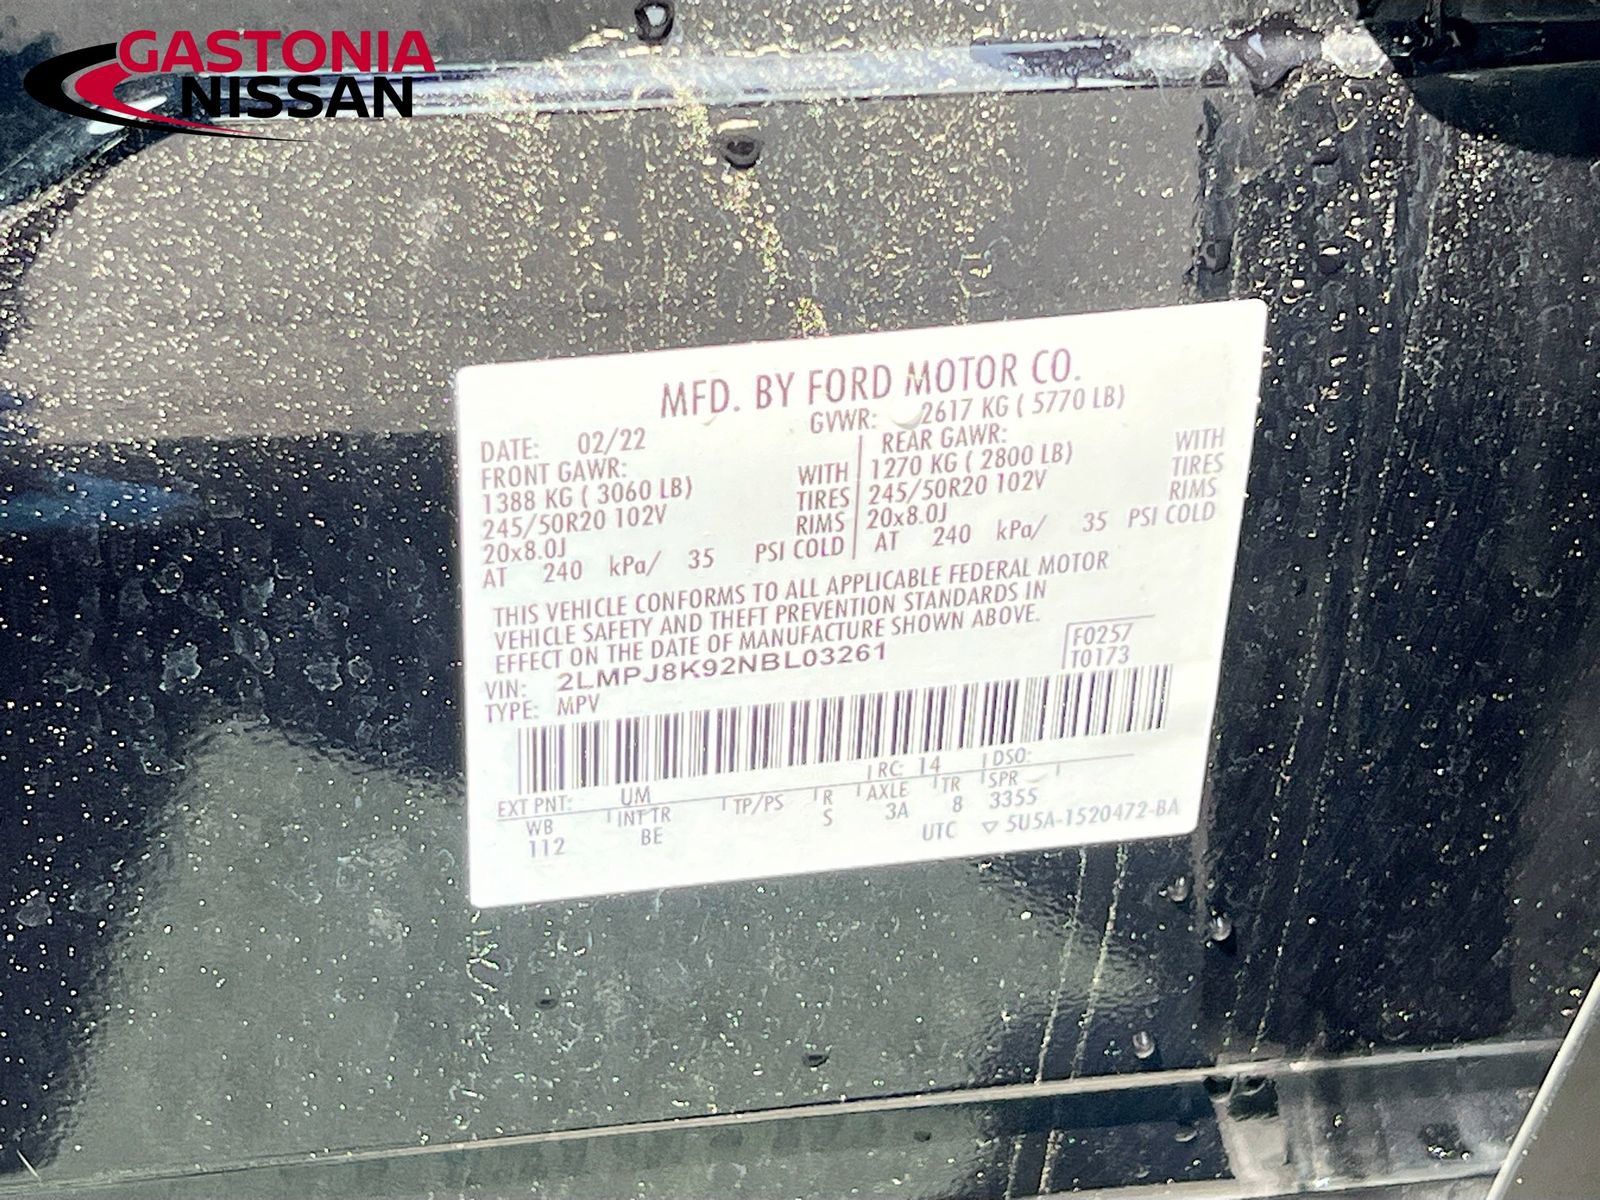 GASTONIA
NISSAN
MFD. BY FORD MOTOR CO.
DATE: 02/22 GVWR: 2617 KG ( 5770 LB)
FRONT GAWR: REAR GAWR:
1388 KG ( 3060 LB) WITH 1270 KG ( 2800 LB) WITH
245/50R20 102V TIRES 245/50R20 102V TIRES
20x8.0J RIMS 20x8.0J RIMS
AT 240 kPa/ 35 PSI COLD AT 240 kPa/ 35 PSI COLD
THIS VEHICLE CONFORMS TO ALL APPLICABLE FEDERAL MOTOR
VEHICLE SAFETY AND THEFT PREVENTION STANDARDS IN
EFFECT ON THE DATE OF MANUFACTURE SHOWN ABOVE.
VIN: 2LMPJ8K92NBL03261 F0257
TYPE: MPV T0173
EXT PNT: UM RC: 14 DSO:
WB INT TR TP/PS R AXLE TR SPR
112 BE S 3A 8 3355
UTC ▽ 5U5A-1520472-BA